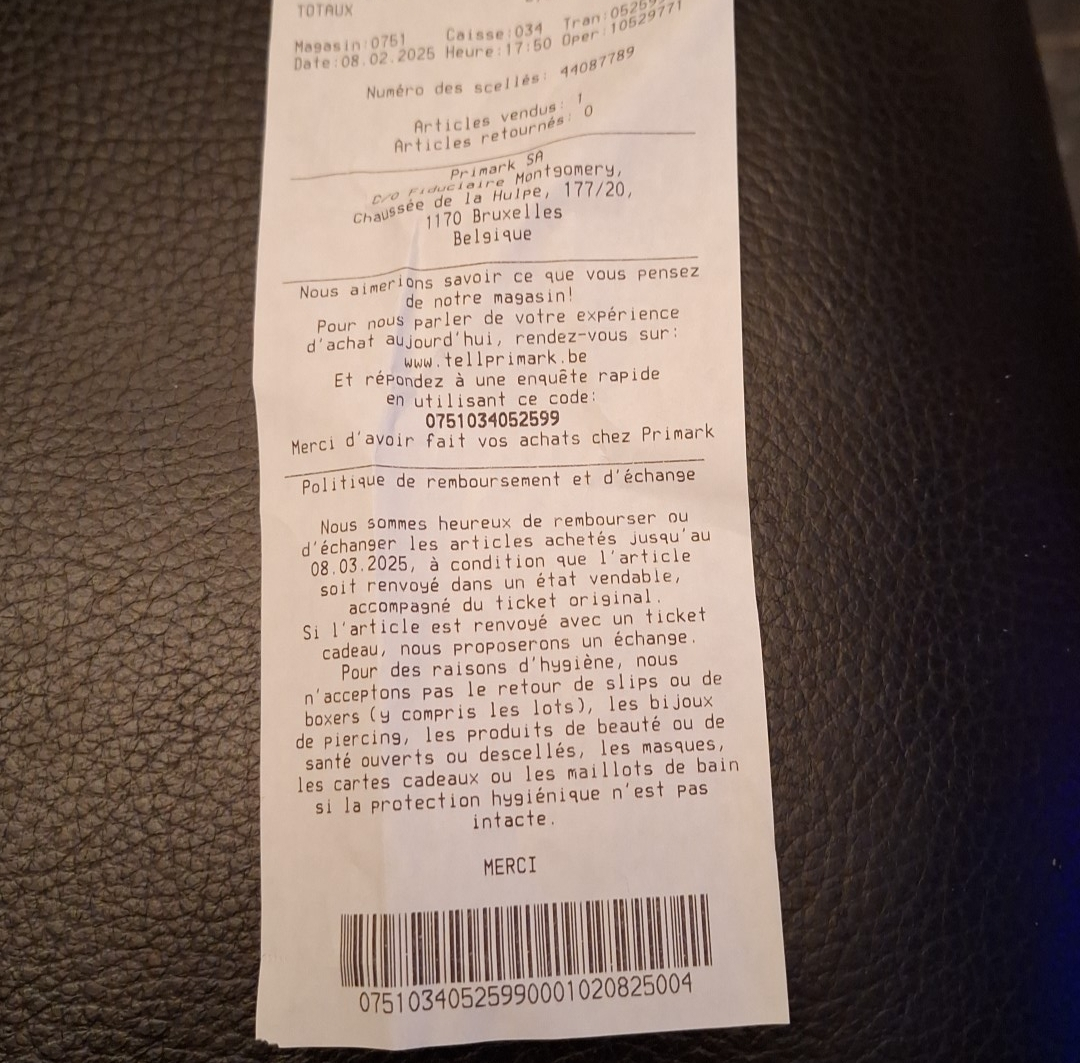 TOTAUX
Magasin:0751 Caisse:034 Tran:052599
Date:08.02.2025 Heure:17:50 Oper:10529771
Numéro des scellés: 44087789
Articles vendus: 1
Articles retournés: 0
Primark SA
C/O Fiduciaire Montgomery,
Chaussée de la Hulpe, 177/20,
1170 Bruxelles
Belgique
Nous aimerions savoir ce que vous pensez
de notre magasin!
Pour nous parler de votre expérience
d'achat aujourd'hui, rendez-vous sur:
www.tellprimark.be
Et répondez à une enquête rapide
en utilisant ce code:
0751034052599
Merci d'avoir fait vos achats chez Primark
Politique de remboursement et d'échange
Nous sommes heureux de rembourser ou
d'échanger les articles achetés jusqu'au
08.03.2025, à condition que l'article
soit renvoyé dans un état vendable,
accompagné du ticket original.
Si l'article est renvoyé avec un ticket
cadeau, nous proposerons un échange.
Pour des raisons d'hygiène, nous
n'acceptons pas le retour de slips ou de
boxers (y compris les lots), les bijoux
de piercing, les produits de beauté ou de
santé ouverts ou descellés, les masques,
les cartes cadeaux ou les maillots de bain
si la protection hygiénique n'est pas
intacte.
MERCI
07510340525990001020825004